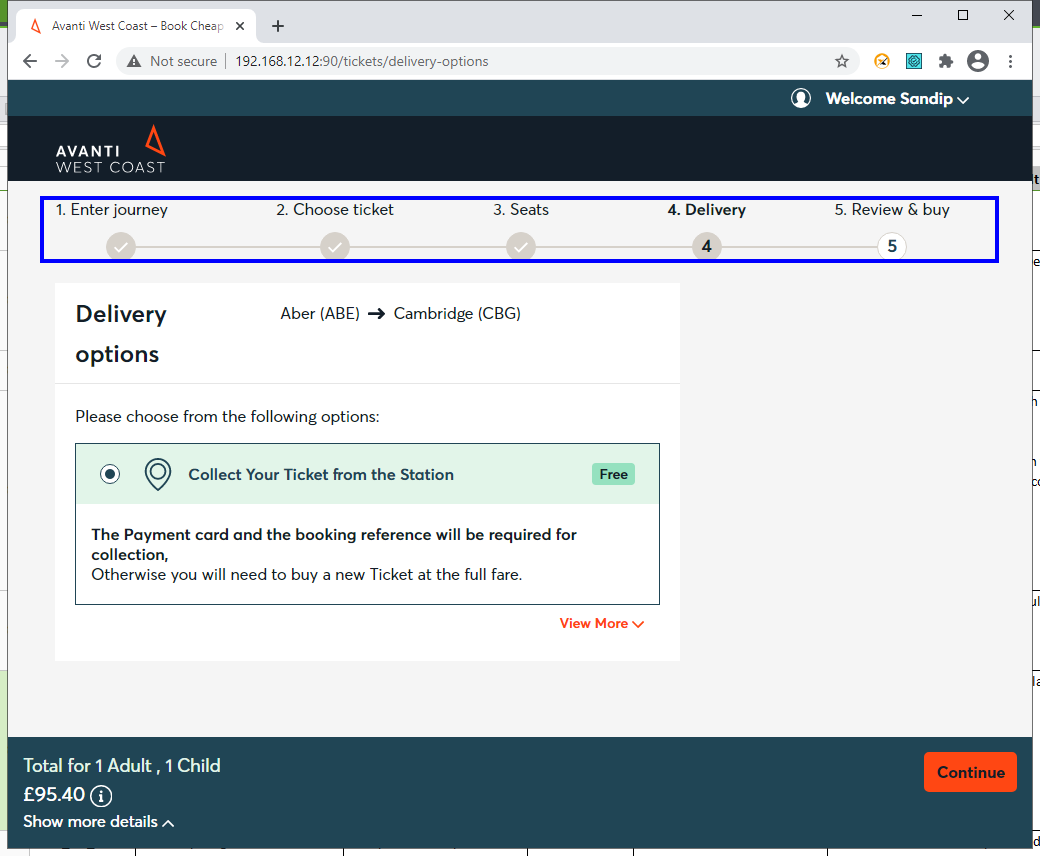 Avanti West Coast – Book Cheap
Not secure
192.168.12.12:90/tickets/delivery-options
Welcome Sandip
AVANTI
WEST COAST
1. Enter journey
2. Choose ticket
3. Seats
4. Delivery
5. Review & buy
4
5
Delivery
options
Aber (ABE) → Cambridge (CBG)
Please choose from the following options:
Collect Your Ticket from the Station
Free
The Payment card and the booking reference will be required for
collection,
Otherwise you will need to buy a new Ticket at the full fare.
View More
Total for 1 Adult , 1 Child
£95.40
Show more details
Continue